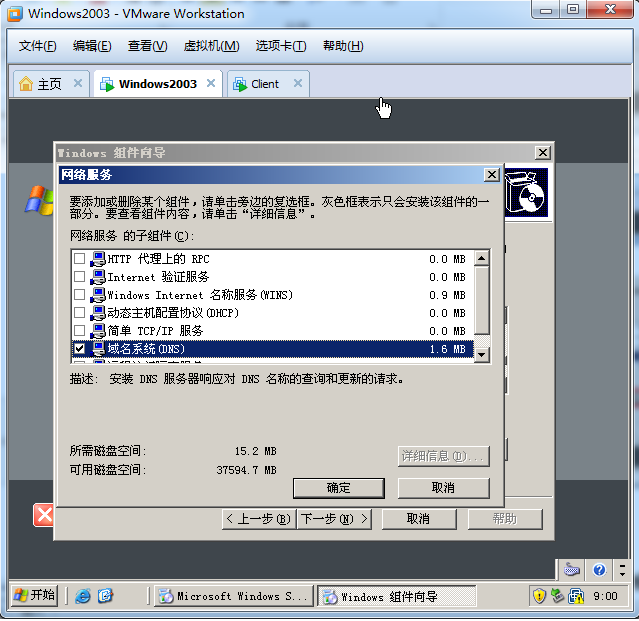 Windows2003 - VMware Workstation
文件(F) 编辑(E) 查看(V) 虚拟机(M) 选项卡(T) 帮助(H)
主页 Windows2003 Client
Windows 组件向导
网络服务
要添加或删除某个组件，请单击旁边的复选框。灰色框表示只会安装该组件的一
部分。要查看组件内容，请单击“详细信息”。
网络服务 的子组件(C):
HTTP 代理上的 RPC 0.0 MB
Internet 验证服务 0.0 MB
Windows Internet 名称服务(WINS) 0.9 MB
动态主机配置协议(DHCP) 0.0 MB
简单 TCP/IP 服务 0.0 MB
域名系统(DNS) 1.6 MB
描述: 安装 DNS 服务器响应对 DNS 名称的查询和更新的请求。
所需磁盘空间: 15.2 MB
可用磁盘空间: 37594.7 MB
详细信息(D)...
确定 取消
< 上一步(B) 下一步(N) > 取消 帮助
开始 Microsoft Windows S... Windows 组件向导 9:00